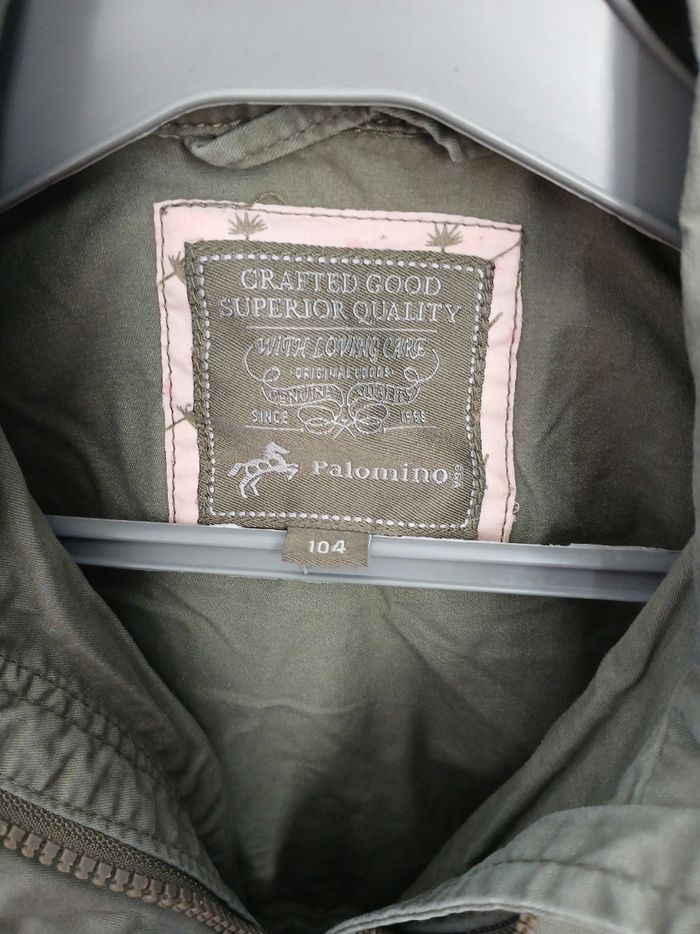 CRAFTED GOOD
SUPERIOR QUALITY
WITH LOVING CARE
·ORIGINAL GOODS·
GENUINE QUALITY
SINCE 1998
Palomino C&A
104